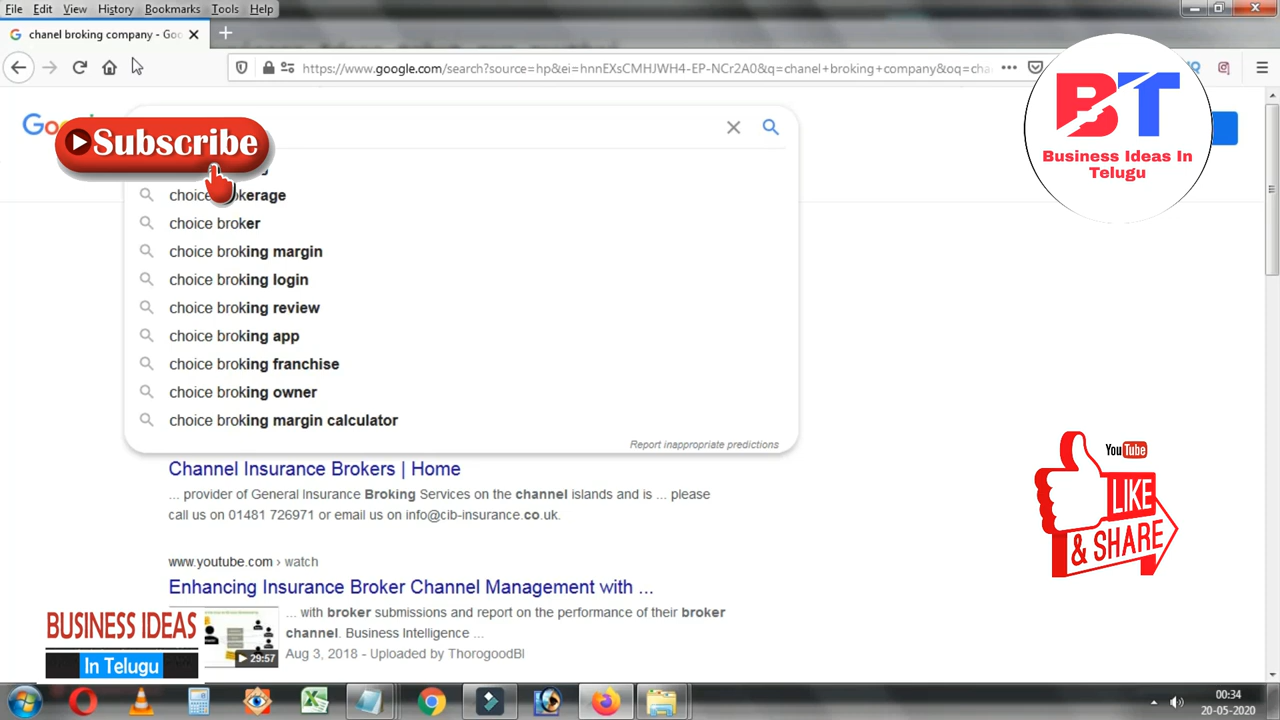 File Edit View History Bookmarks Tools Help
chanel broking company - Goo
https://www.google.com/search?source=hp&ei=hnnEXsCMHJWH4-EP-NCr2A0&q=chanel+broking+company&oq=cha
BT
Business Ideas In
Telugu
Subscribe
choice brokerage
choice broker
choice broking margin
choice broking login
choice broking review
choice broking app
choice broking franchise
choice broking owner
choice broking margin calculator
Report inappropriate predictions
Channel Insurance Brokers | Home
... provider of General Insurance Broking Services on the channel islands and is ... please
call us on 01481 726971 or email us on info@cib-insurance.co.uk.
YouTube
LIKE
& SHARE
www.youtube.com › watch
Enhancing Insurance Broker Channel Management with ...
... with broker submissions and report on the performance of their broker
channel. Business Intelligence ...
Aug 3, 2018 - Uploaded by ThorogoodBI
29:57
BUSINESS IDEAS
In Telugu
00:34
20-05-2020